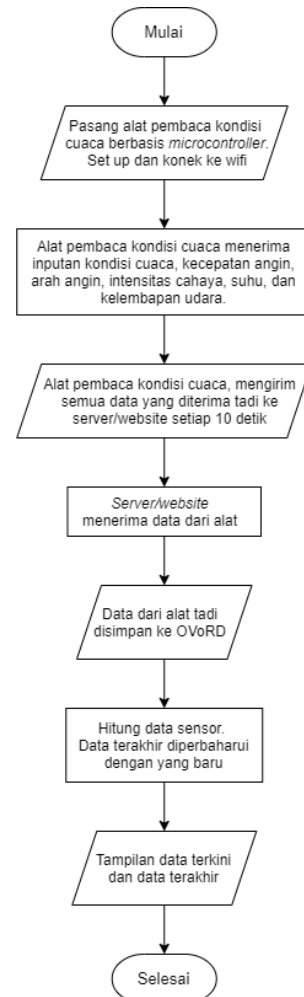 Mulai
Pasang alat pembaca kondisi
cuaca berbasis microcontroller.
Set up dan konek ke wifi
Alat pembaca kondisi cuaca menerima
inputan kondisi cuaca, kecepatan angin,
arah angin, intensitas cahaya, suhu, dan
kelembapan udara.
Alat pembaca kondisi cuaca, mengirim
semua data yang diterima tadi ke
server/website setiap 10 detik
Server/website
menerima data dari alat
Data dari alat tadi
disimpan ke OVoRD
Hitung data sensor.
Data terakhir diperbaharui
dengan yang baru
Tampilan data terkini
dan data terakhir
Selesai